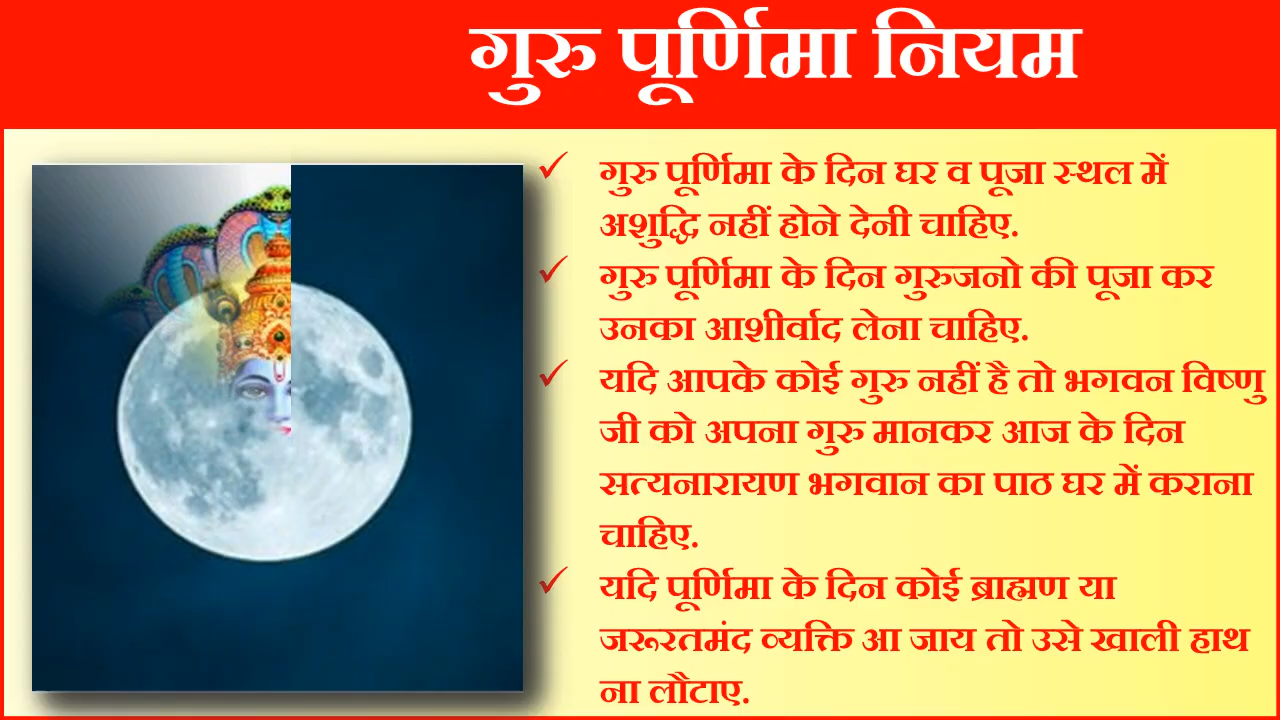 गुरु पूर्णिमा नियम
गुरु पूर्णिमा के दिन घर व पूजा स्थल में
अशुद्धि नहीं होने देनी चाहिए.
गुरु पूर्णिमा के दिन गुरुजनो की पूजा कर
उनका आशीर्वाद लेना चाहिए.
यदि आपके कोई गुरु नहीं है तो भगवन विष्णु
जी को अपना गुरु मानकर आज के दिन
सत्यनारायण भगवान का पाठ घर में कराना
चाहिए.
यदि पूर्णिमा के दिन कोई ब्राह्मण या
जरूरतमंद व्यक्ति आ जाय तो उसे खाली हाथ
ना लौटाए.